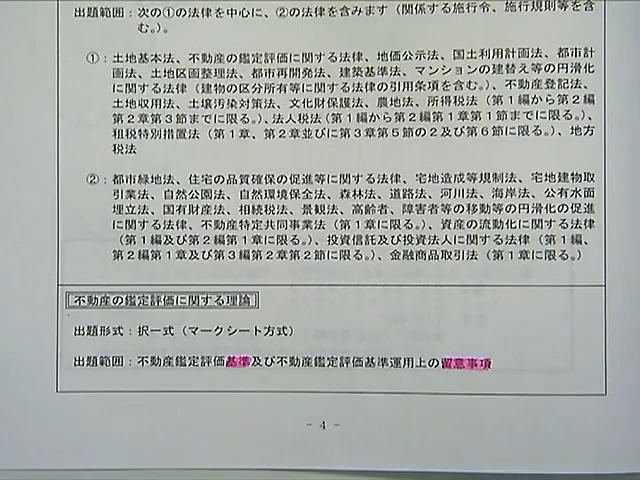 出題範囲：次の①の法律を中心に、②の法律を含みます（関係する施行令、施行規則等を含
む。）。
①：土地基本法、不動産の鑑定評価に関する法律、地価公示法、国土利用計画法、都市計
画法、土地区画整理法、都市再開発法、建築基準法、マンションの建替え等の円滑化
に関する法律（建物の区分所有等に関する法律の引用条項を含む。）、不動産登記法、
土地収用法、土壌汚染対策法、文化財保護法、農地法、所得税法（第１編から第２編
第２章第３節までに限る。）、法人税法（第１編から第２編第１章第１節までに限る。）、
租税特別措置法（第１章、第２章並びに第３章第５節の２及び第６節に限る。）、地方
税法
②：都市緑地法、住宅の品質確保の促進等に関する法律、宅地造成等規制法、宅地建物取
引業法、自然公園法、自然環境保全法、森林法、道路法、河川法、海岸法、公有水面
埋立法、国有財産法、相続税法、景観法、高齢者、障害者等の移動等の円滑化の促進
に関する法律、不動産特定共同事業法（第１章に限る。）、資産の流動化に関する法律
（第１編及び第２編第１章に限る。）、投資信託及び投資法人に関する法律（第１編、
第２編第１章及び第３編第２章第２節に限る。）、金融商品取引法（第１章に限る。）
不動産の鑑定評価に関する理論
出題形式：択一式（マークシート方式）
出題範囲：不動産鑑定評価基準及び不動産鑑定評価基準運用上の留意事項
- 4 -